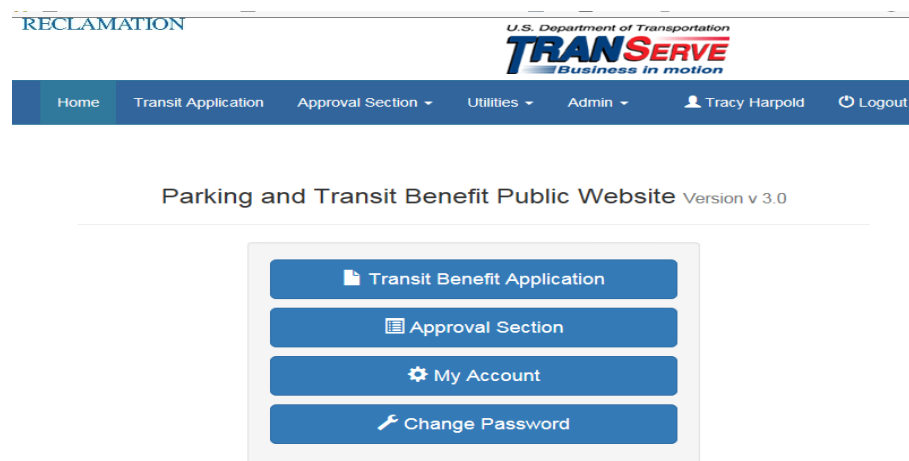 RECLAMATION
U.S. Department of Transportation
TRANSERVE
Business in motion
Home Transit Application Approval Section Utilities Admin Tracy Harpold Logout
Parking and Transit Benefit Public Website Version v 3.0
Transit Benefit Application
Approval Section
My Account
Change Password